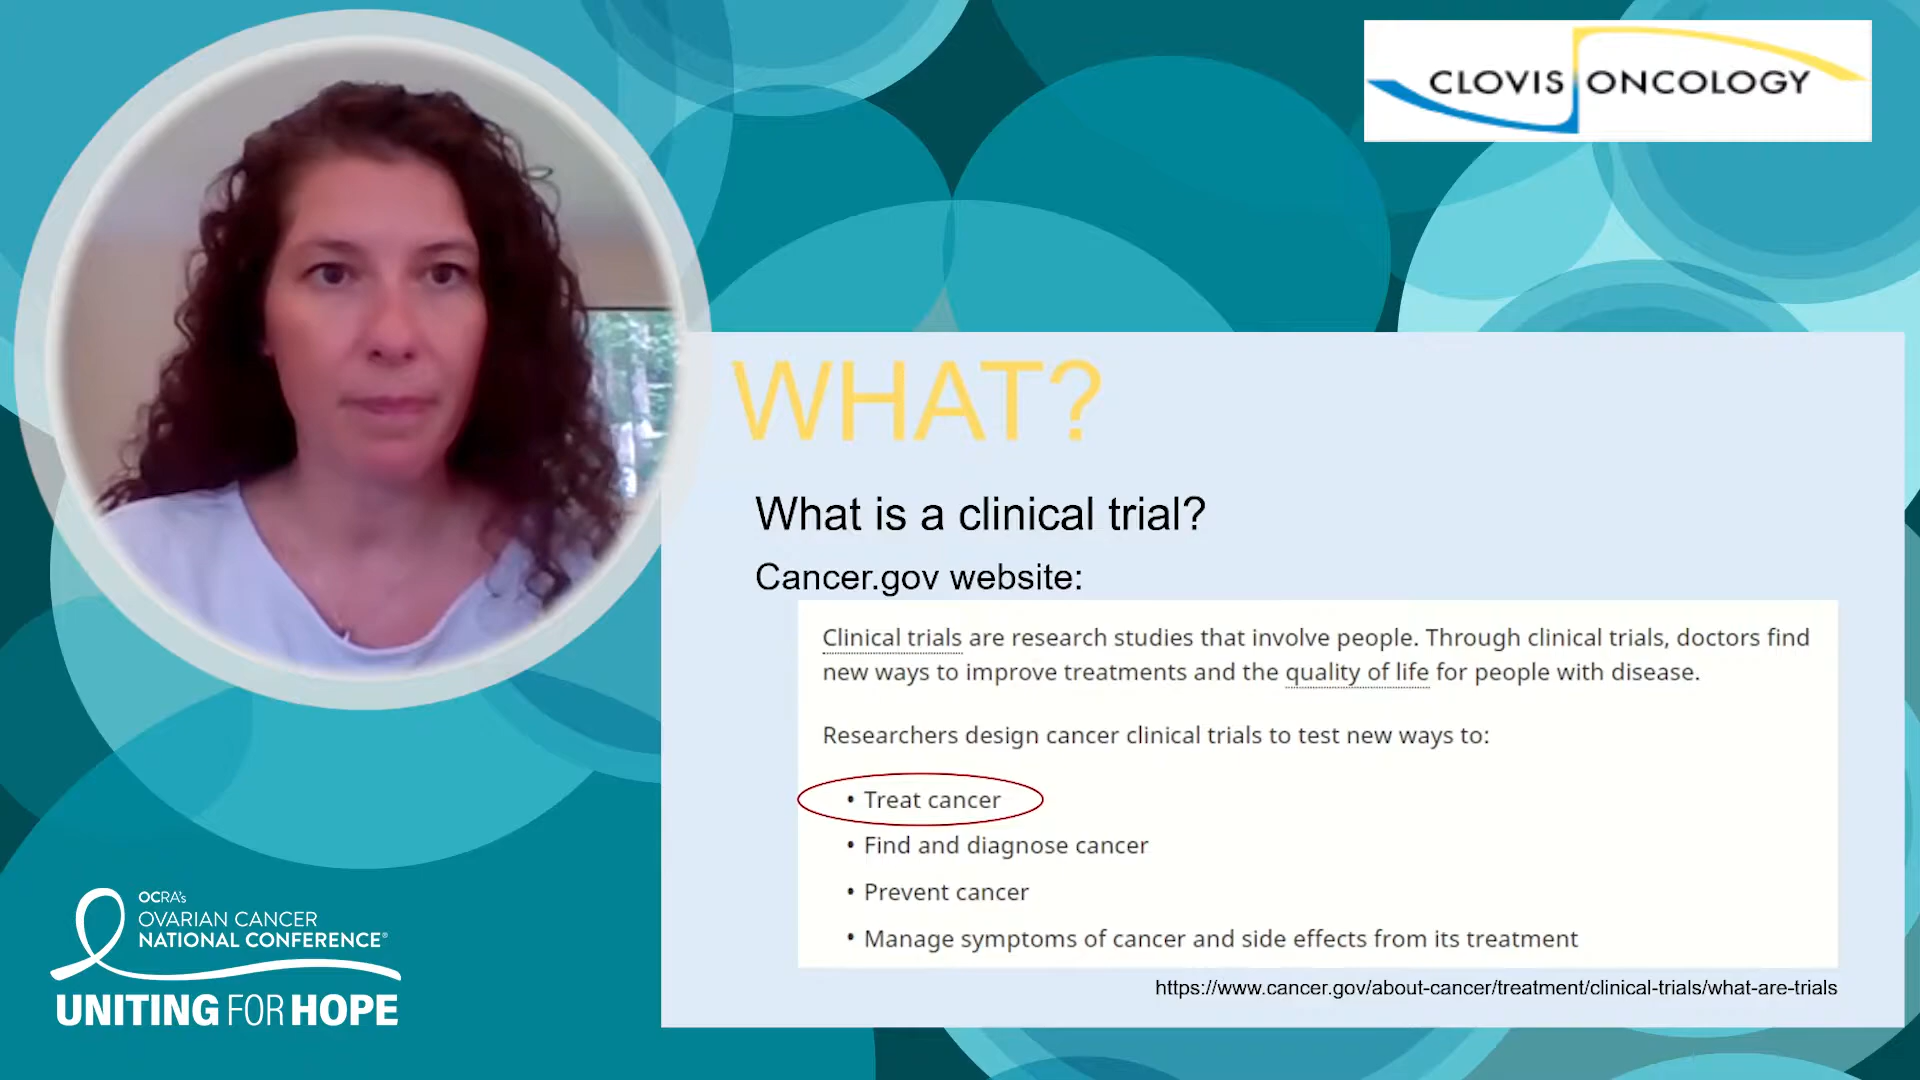 CLOVIS ONCOLOGY
WHAT?
What is a clinical trial?
Cancer.gov website:
Clinical trials are research studies that involve people. Through clinical trials, doctors find
new ways to improve treatments and the quality of life for people with disease.
Researchers design cancer clinical trials to test new ways to:
• Treat cancer
• Find and diagnose cancer
• Prevent cancer
• Manage symptoms of cancer and side effects from its treatment
https://www.cancer.gov/about-cancer/treatment/clinical-trials/what-are-trials
OCRA's
OVARIAN CANCER
NATIONAL CONFERENCE®
UNITING FOR HOPE